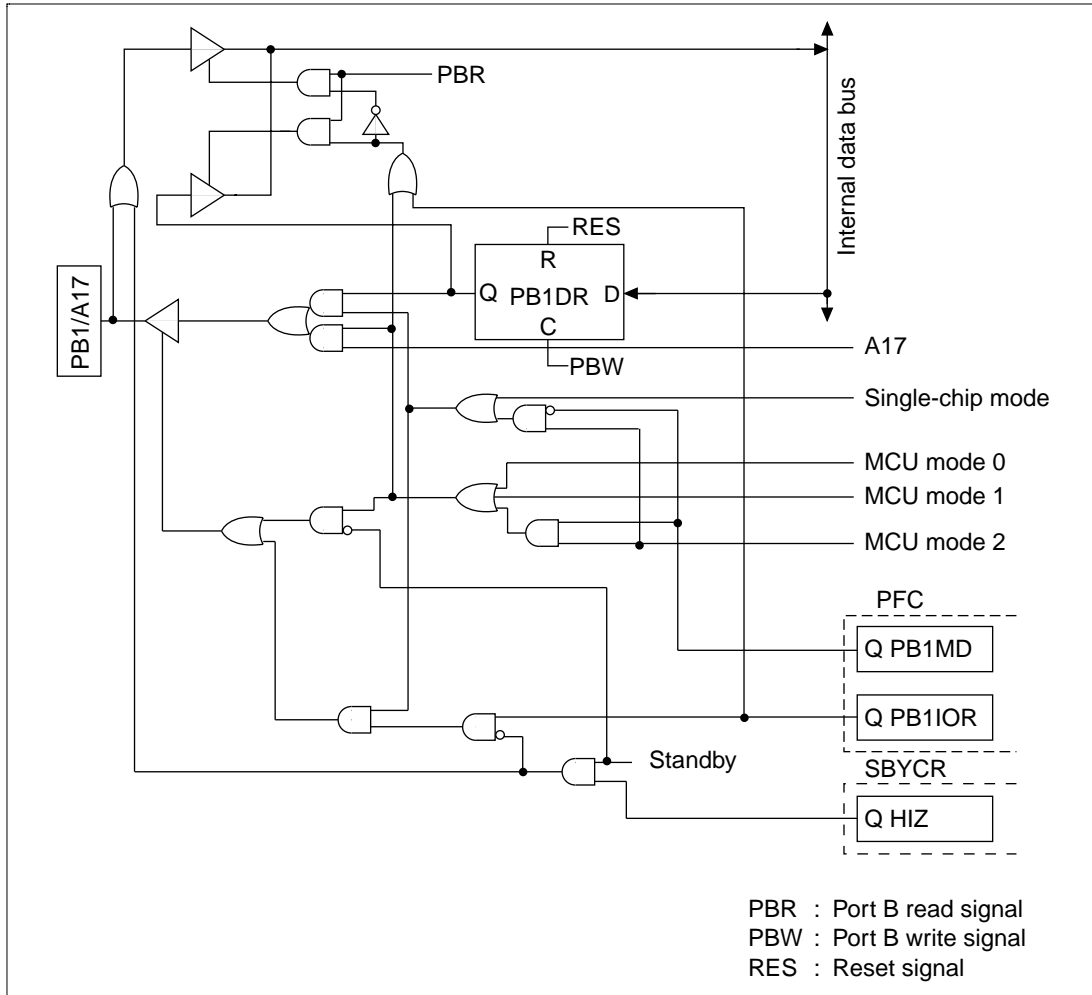 PBR
Internal data bus
RES
R
Q PB1DR D
C
PB1/A17
PBW
A17
Single-chip mode
MCU mode 0
MCU mode 1
MCU mode 2
PFC
Q PB1MD
Q PB1IOR
Standby
SBYCR
Q HIZ
PBR : Port B read signal
PBW : Port B write signal
RES : Reset signal